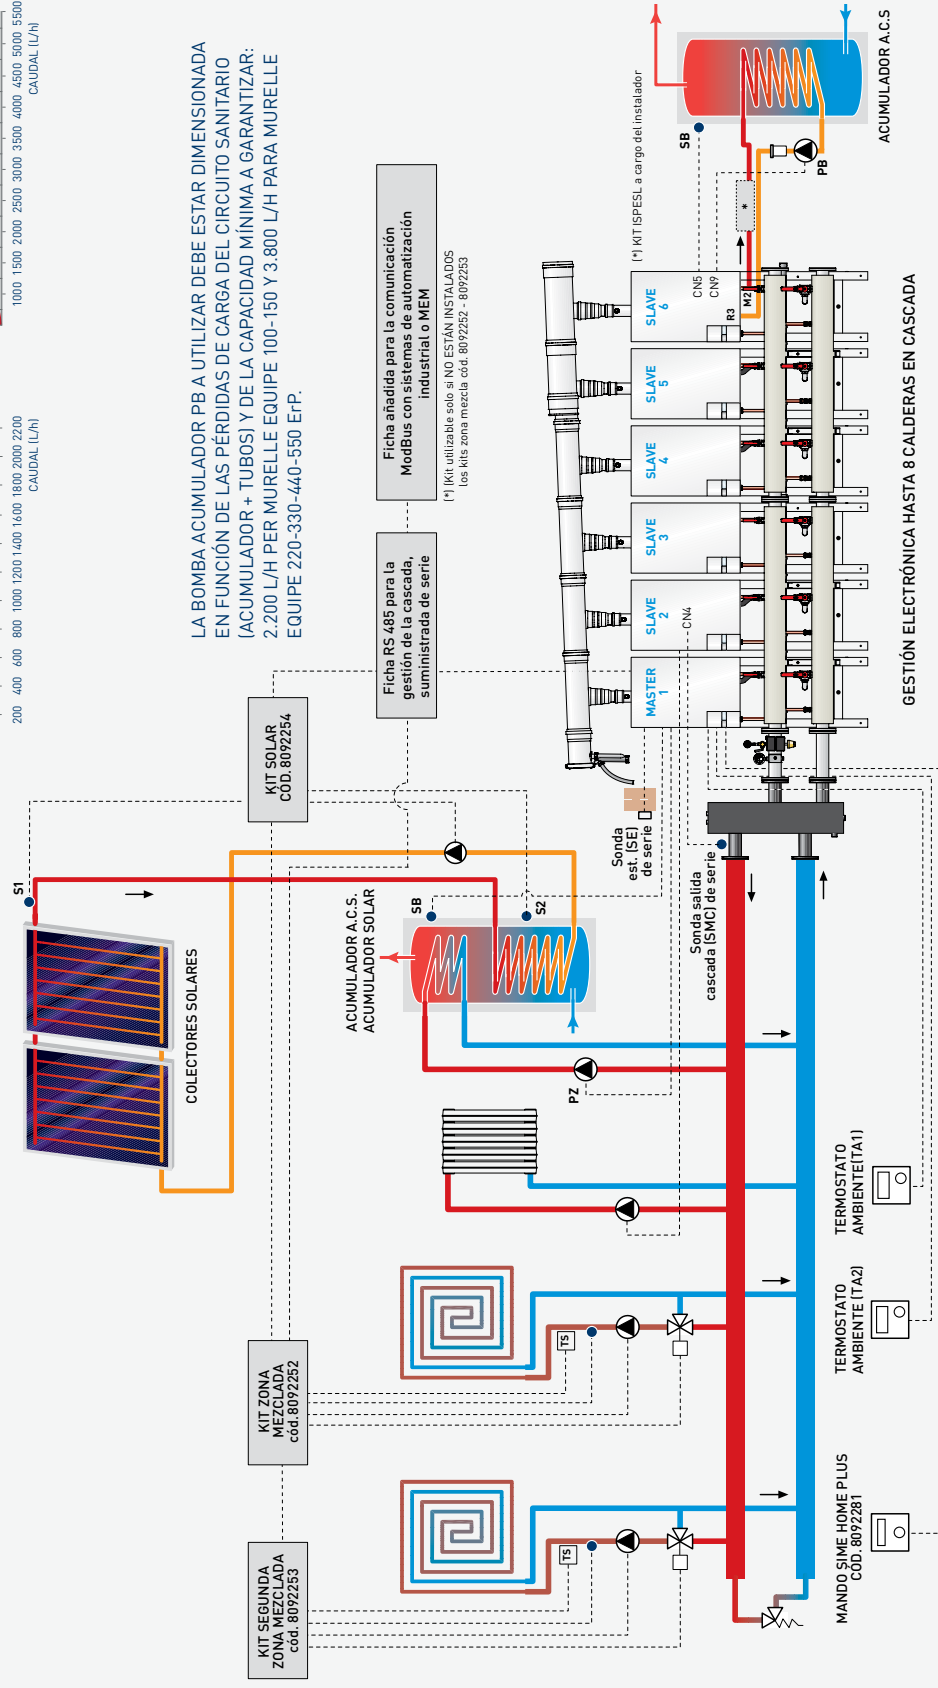 200 400 600 800 1000 1200 1400 1600 1800 2000 2200
CAUDAL (L/h)
1000 1500 2000 2500 3000 3500 4000 4500 5000 5500
CAUDAL (L/h)
LA BOMBA ACUMULADOR PB A UTILIZAR DEBE ESTAR DIMENSIONADA
EN FUNCIÓN DE LAS PÉRDIDAS DE CARGA DEL CIRCUITO SANITARIO
(ACUMULADOR + TUBOS) Y DE LA CAPACIDAD MÍNIMA A GARANTIZAR:
2.200 L/H PER MURELLE EQUIPE 100-150 Y 3.800 L/H PARA MURELLE
EQUIPE 220-330-440-550 ErP.
S1
COLECTORES SOLARES
KIT SEGUNDA
ZONA MEZCLADA
cód. 8092253
KIT ZONA
MEZCLADA
cód.8092252
KIT SOLAR
CÓD. 8092254
Ficha RS 485 para la
gestión de la cascada,
suministrada de serie
Ficha añadida para la comunicación
ModBus con sistemas de automatización
industrial o MEM
(*) (Kit utilizable solo si NO ESTÁN INSTALADOS
los kits zona mezcla cód. 8092252 - 8092253
ACUMULADOR A.C.S.
ACUMULADOR SOLAR
SB
S2
PZ
TS
TS
Sonda
est. (SE)
de serie
Sonda salida
cascada (SMC) de serie
MASTER
1
SLAVE
2
CN4
SLAVE
3
SLAVE
4
SLAVE
5
SLAVE
6
CN5
CN9
R3
M2
(*) KIT ISPESL a cargo del instalador
*
SB
PB
ACUMULADOR A.C.S
GESTIÓN ELECTRÓNICA HASTA 8 CALDERAS EN CASCADA
MANDO SIME HOME PLUS
CÓD. 8092281
TERMOSTATO
AMBIENTE (TA2)
TERMOSTATO
AMBIENTE(TA1)